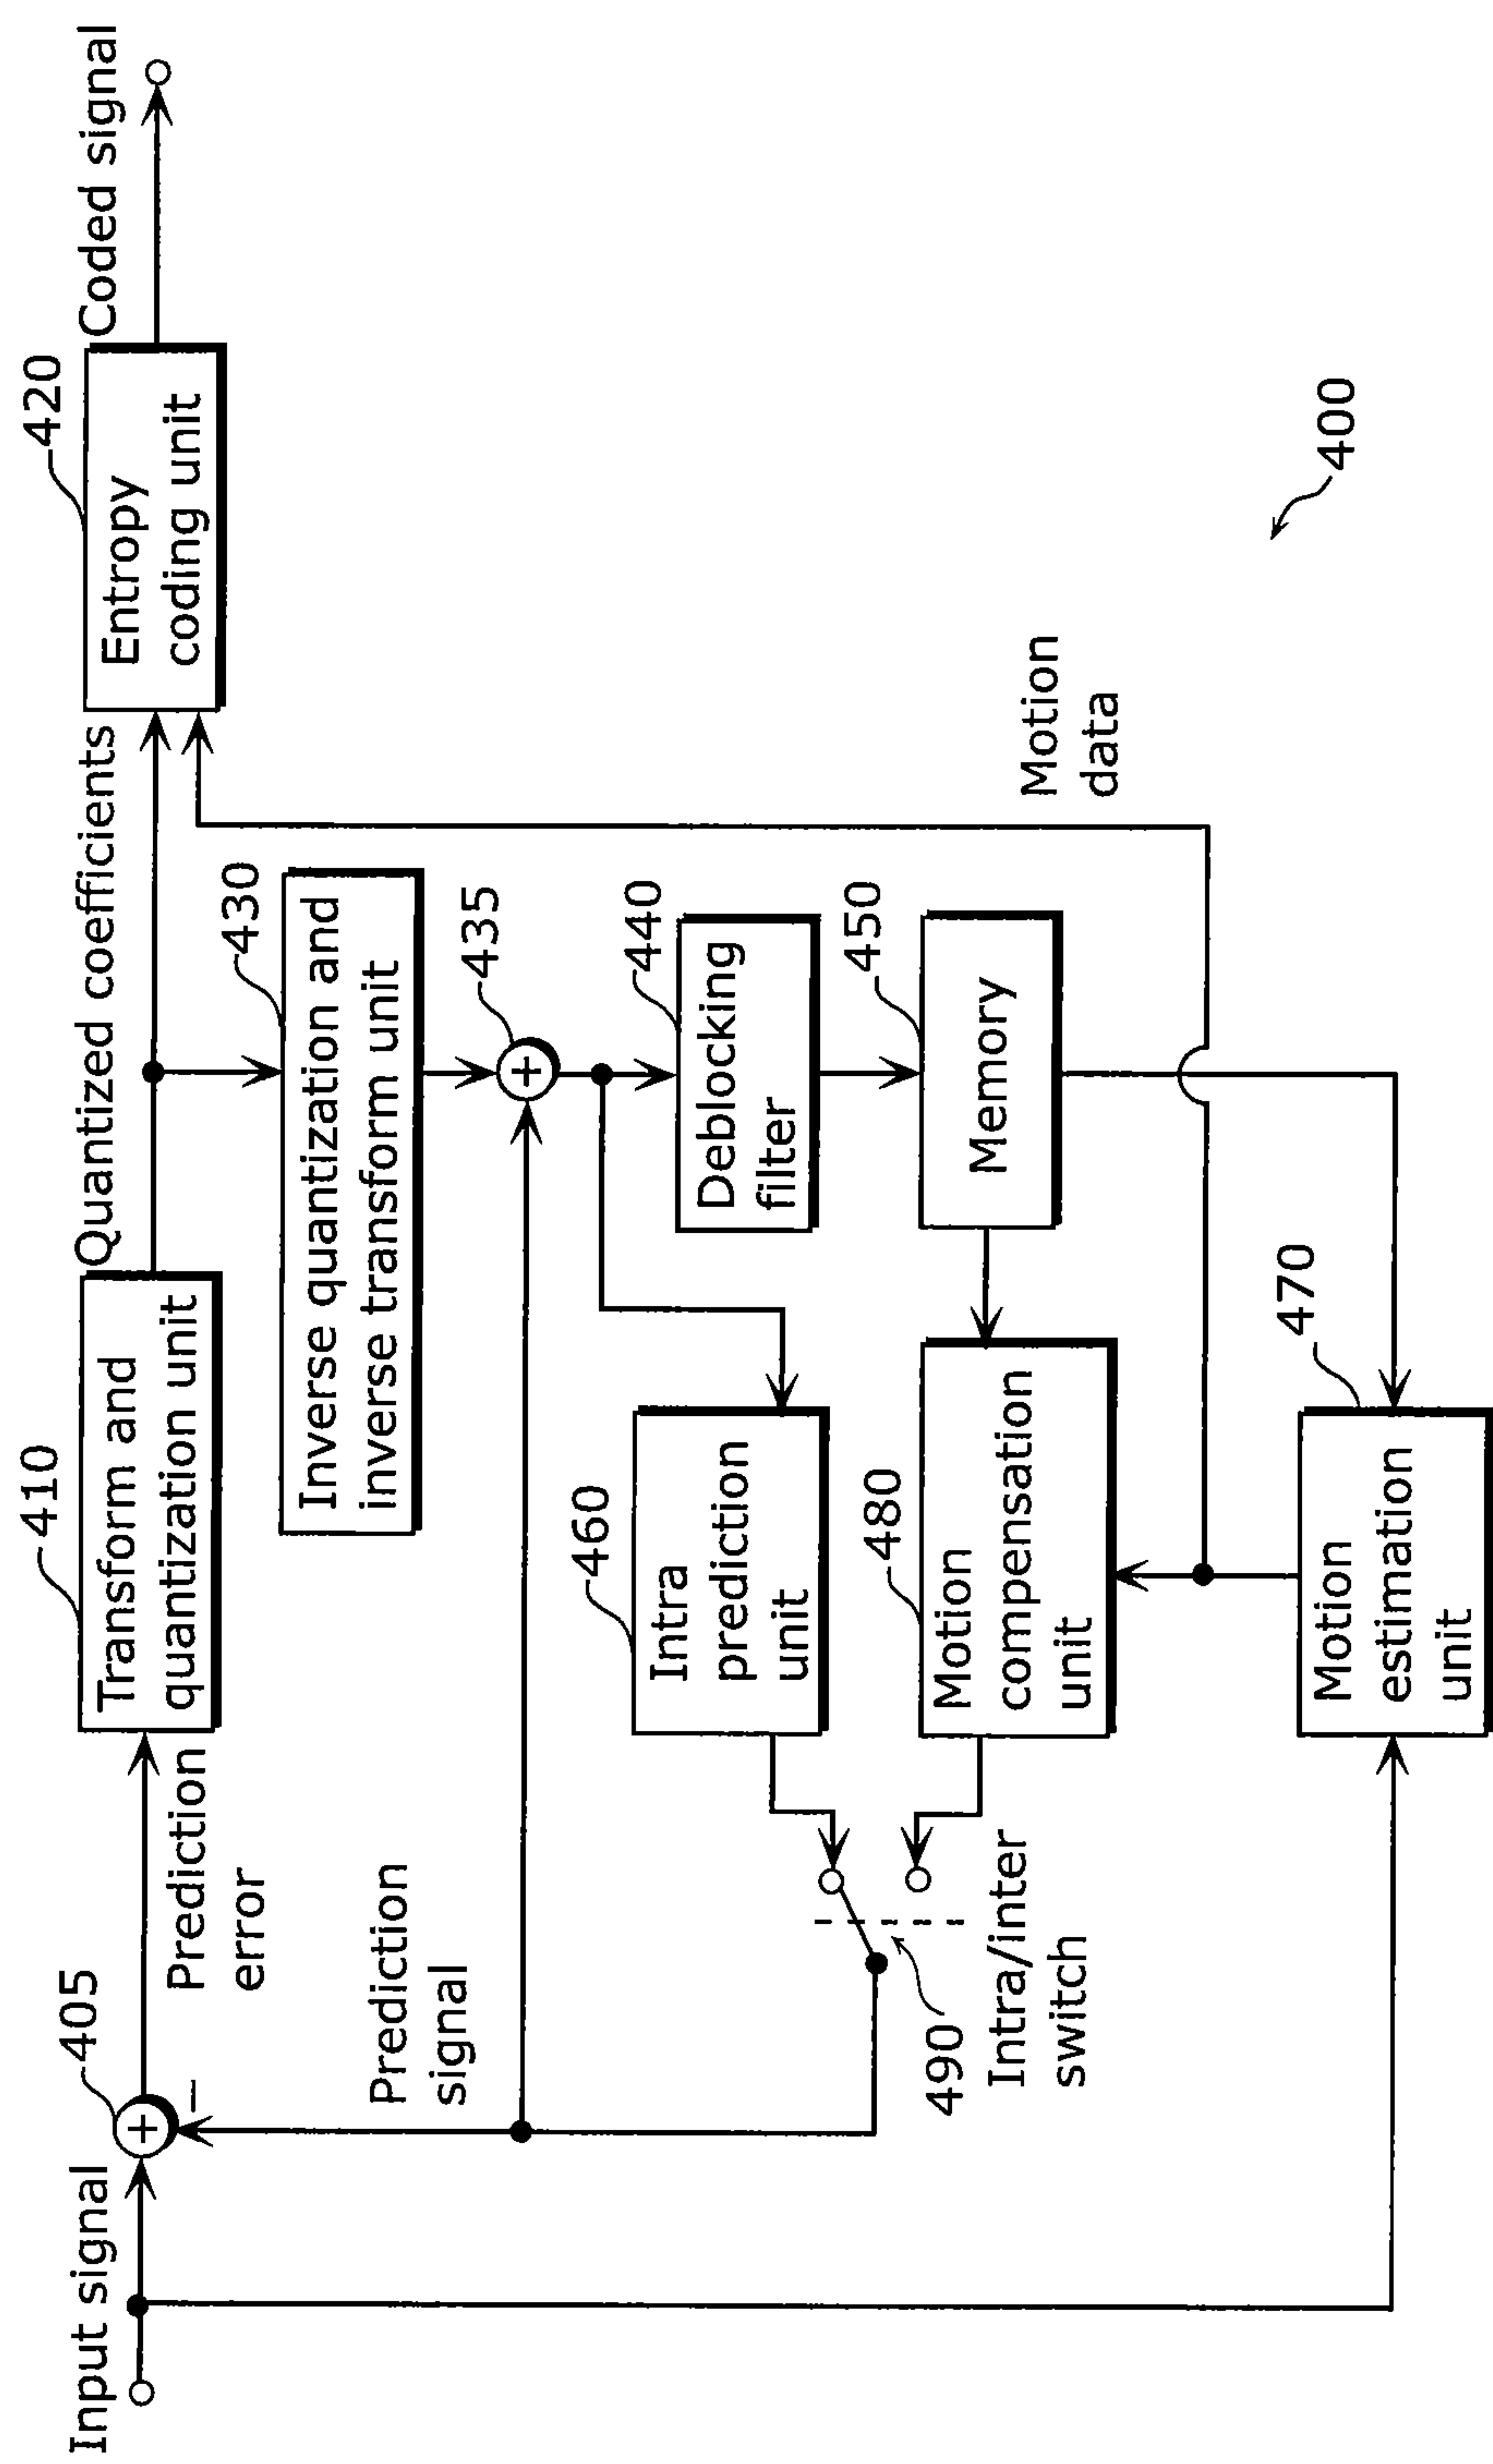 Input signal
405
Prediction
error
410
Transform and
quantization unit
Quantized coefficients
420
Entropy
coding unit
Coded signal
430
Inverse quantization and
inverse transform unit
435
+
+
–
Prediction
signal
440
Deblocking
filter
460
Intra
prediction
unit
450
Memory
480
Motion
compensation
unit
490
Intra/inter
switch
Motion
data
470
Motion
estimation
unit
400